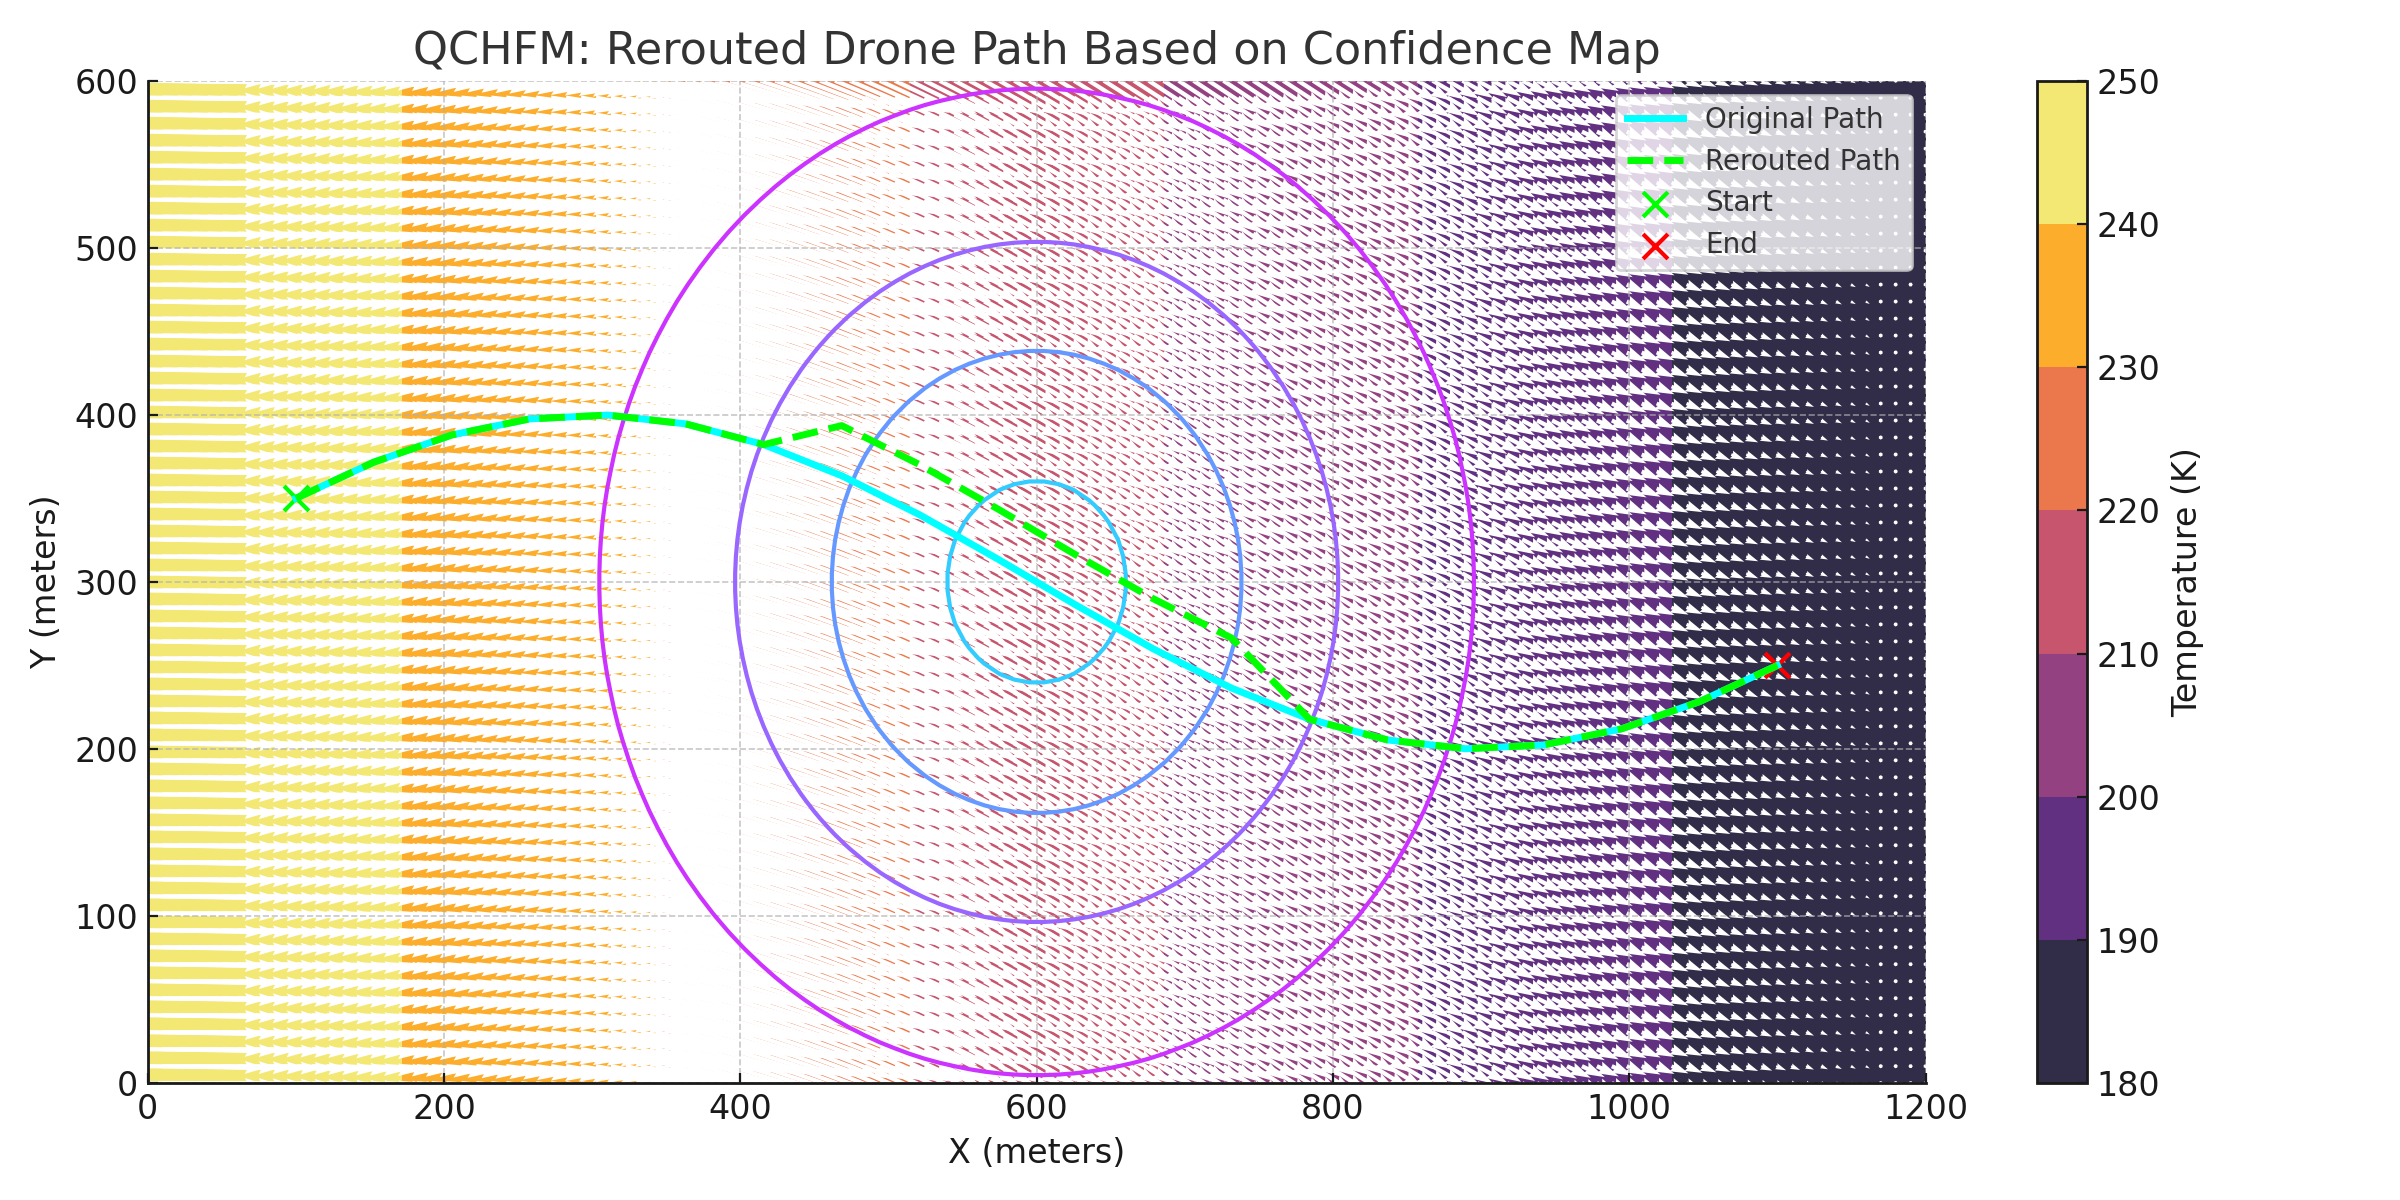 QCHFM: Rerouted Drone Path Based on Confidence Map
Original Path
Rerouted Path
Start
End
Y (meters)
600
500
400
300
200
100
0
0 200 400 600 800 1000 1200
X (meters)
250
240
230
220
210
200
190
180
Temperature (K)